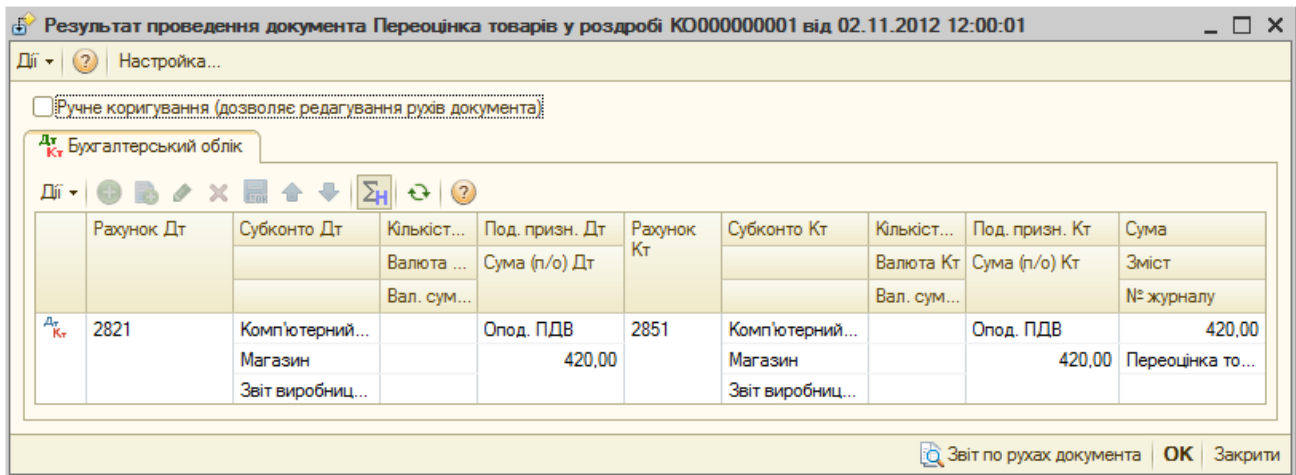 Результат проведення документа Переоцінка товарів у роздробі КО000000001 від 02.11.2012 12:00:01
Дії Настройка...
Ручне коригування (дозволяє редагування рухів документа)
Дт Кт Бухгалтерський облік
Дії
Рахунок Дт Субконто Дт Кількіст... Под. призн. Дт Рахунок Кт Субконто Кт Кількіст... Под. призн. Кт Сума
Валюта ... Сума (п/о) Дт Валюта Кт Сума (п/о) Кт Зміст
Вал. сум... Вал. сум... № журналу
Дт Кт 2821 Комп'ютерний... Опод. ПДВ 2851 Комп'ютерний... Опод. ПДВ 420,00
Магазин 420,00 Магазин 420,00 Переоцінка то...
Звіт виробниц... Звіт виробниц...
Звіт по рухах документа OK Закрити